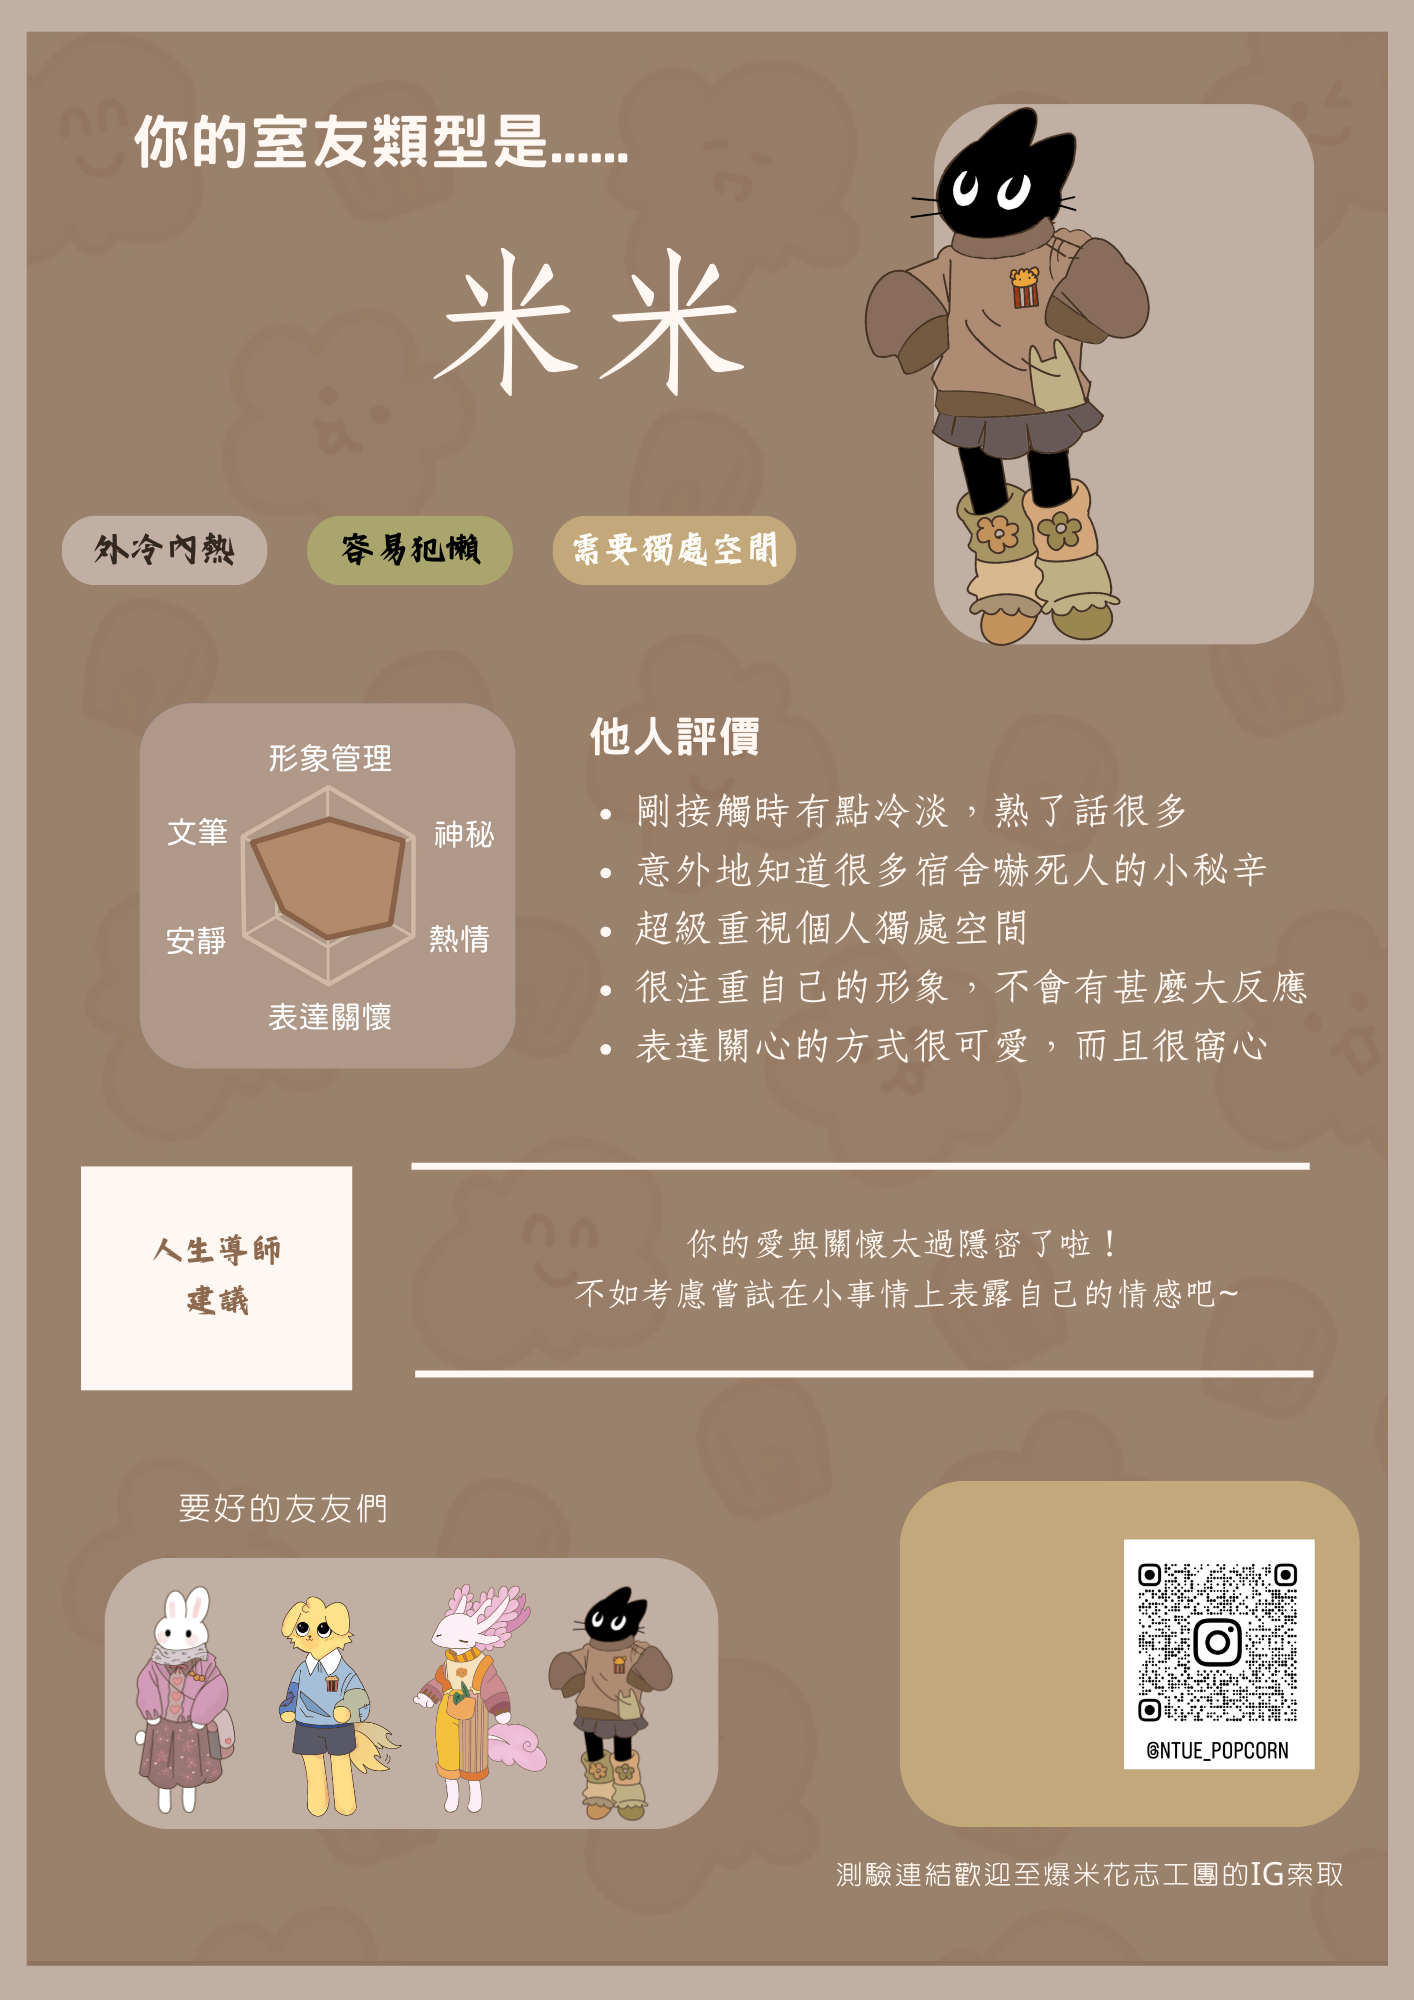 你的室友類型是......
米米
外冷內熱
容易犯懶
需要獨處空間
形象管理
文筆
神秘
安靜
熱情
表達關懷
他人評價
• 剛接觸時有點冷淡，熟了話很多
• 意外地知道很多宿舍嚇死人的小秘辛
• 超級重視個人獨處空間
• 很注重自己的形象，不會有甚麼大反應
• 表達關心的方式很可愛，而且很窩心
人生導師
建議
你的愛與關懷太過隱密了啦！
不如考慮嘗試在小事情上表露自己的情感吧~
要好的友友們
@NTUE_POPCORN
測驗連結歡迎至爆米花志工團的IG索取